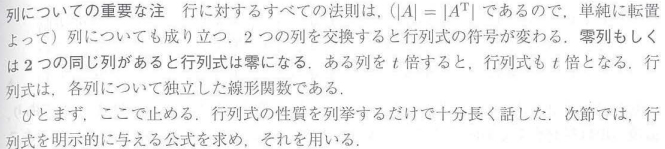 列についての重要な注　行に対するすべての法則は，(|A| = |Aᵀ| であるので，単純に転置
よって）列についても成り立つ．2 つの列を交換すると行列式の符号が変わる．零列もしく
は 2 つの同じ列があると行列式は零になる．ある列を t 倍すると，行列式も t 倍となる．行
列式は，各列について独立した線形関数である．
ひとまず，ここで止める．行列式の性質を列挙するだけで十分長く話した．次節では，行
列式を明示的に与える公式を求め，それを用いる．